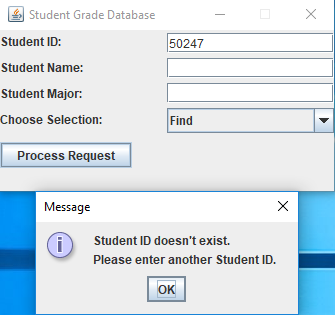 Student Grade Database
Student ID: 50247
Student Name:
Student Major:
Choose Selection: Find
Process Request
Message
Student ID doesn't exist.
Please enter another Student ID.
OK